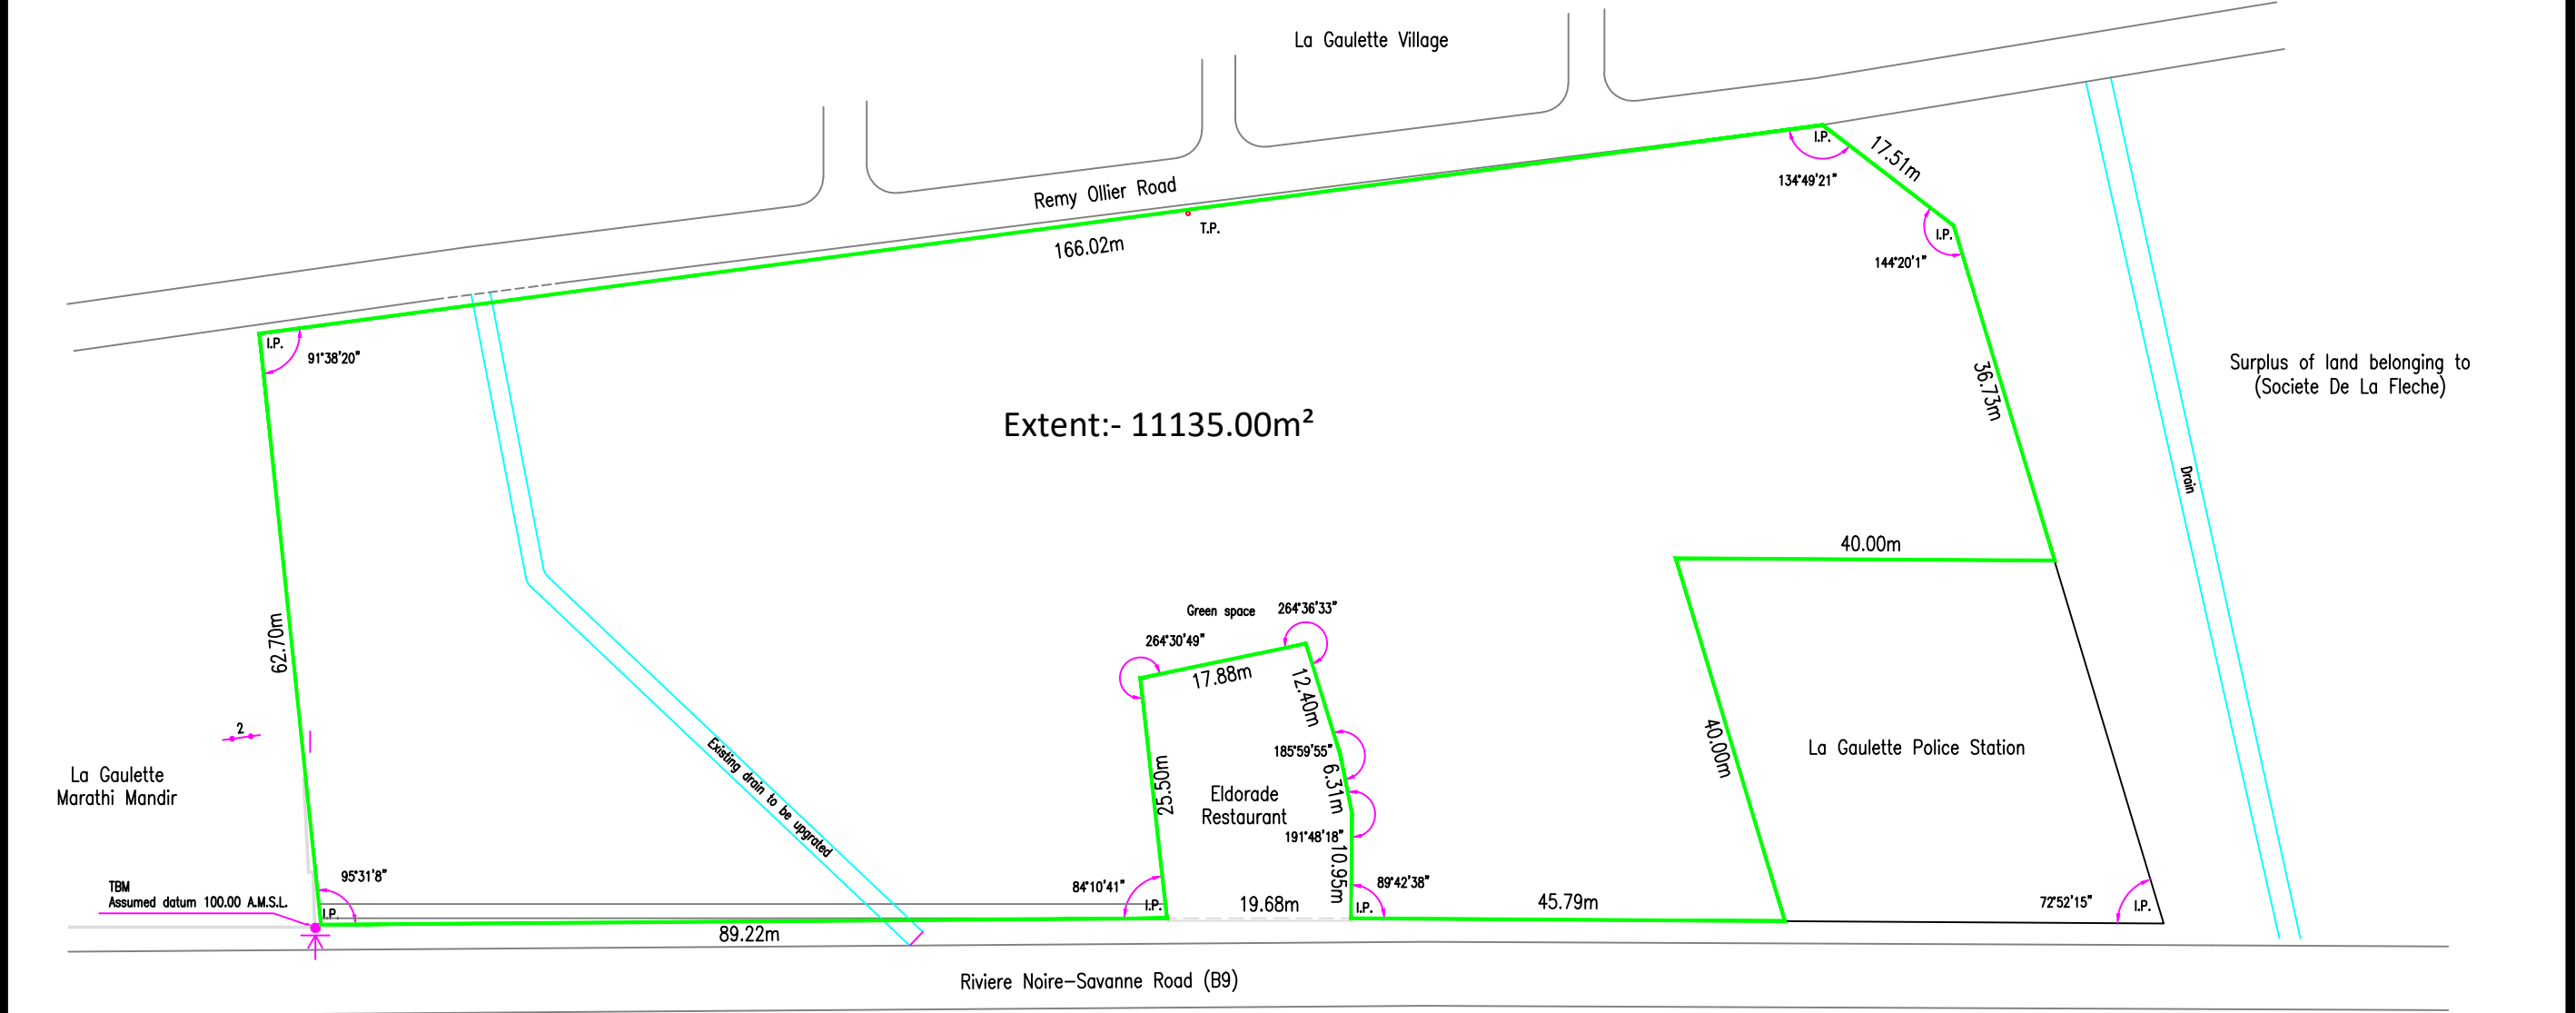 La Gaulette Village
I.P.
17.51m
134°49'21"
Remy Ollier Road
T.P.
166.02m
I.P.
144°20'1"
I.P.
91°38'20"
36.73m
Surplus of land belonging to
(Societe De La Fleche)
Extent:- 11135.00m²
Drain
40.00m
62.70m
Green space
264°36'33"
264°30'49"
17.88m
12.40m
2
40.00m
La Gaulette Police Station
185°59'55"
La Gaulette
Marathi Mandir
Existing drain to be upgrated
25.50m
6.31m
Eldorade
Restaurant
191°48'18"
10.95m
95°31'8"
84°10'41"
89°42'38"
TBM
Assumed datum 100.00 A.M.S.L.
I.P.
I.P.
19.68m
I.P.
45.79m
72°52'15"
I.P.
89.22m
Riviere Noire-Savanne Road (B9)